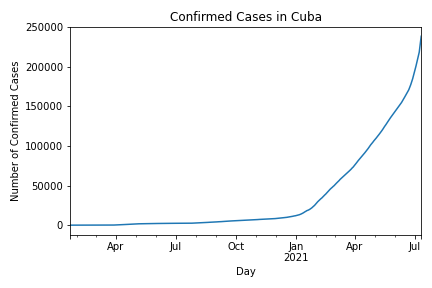 Confirmed Cases in Cuba
Number of Confirmed Cases
250000
200000
150000
100000
50000
0
Apr Jul Oct Jan Apr Jul
2021
Day